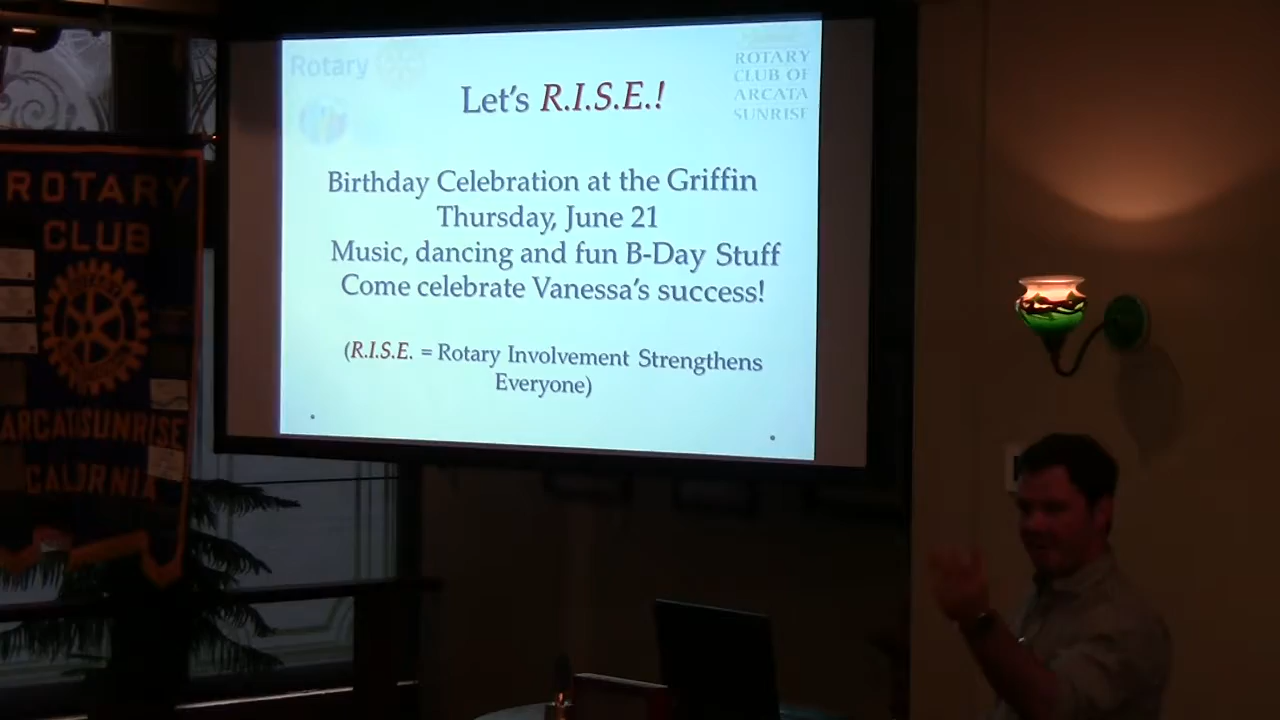 ROTARY
CLUB
ARCATA SUNRISE
CALIRNIA
Rotary
ROTARY
CLUB OF
ARCATA
SUNRISE
Let's R.I.S.E.!
Birthday Celebration at the Griffin
Thursday, June 21
Music, dancing and fun B-Day Stuff
Come celebrate Vanessa's success!
(R.I.S.E. = Rotary Involvement Strengthens
Everyone)